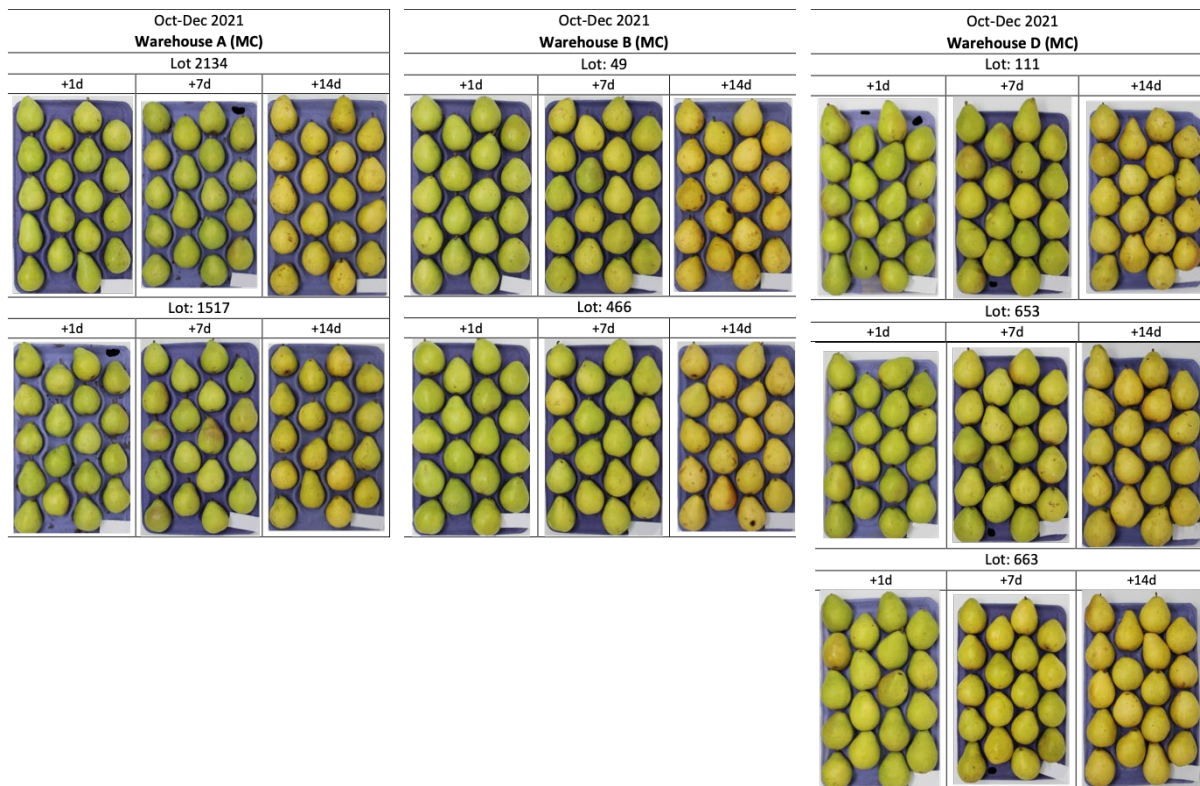 Oct-Dec 2021
Warehouse A (MC)
Lot 2134
+1d +7d +14d
Lot: 1517
+1d +7d +14d
Oct-Dec 2021
Warehouse B (MC)
Lot: 49
+1d +7d +14d
Lot: 466
+1d +7d +14d
Oct-Dec 2021
Warehouse D (MC)
Lot: 111
+1d +7d +14d
Lot: 653
+1d +7d +14d
Lot: 663
+1d +7d +14d